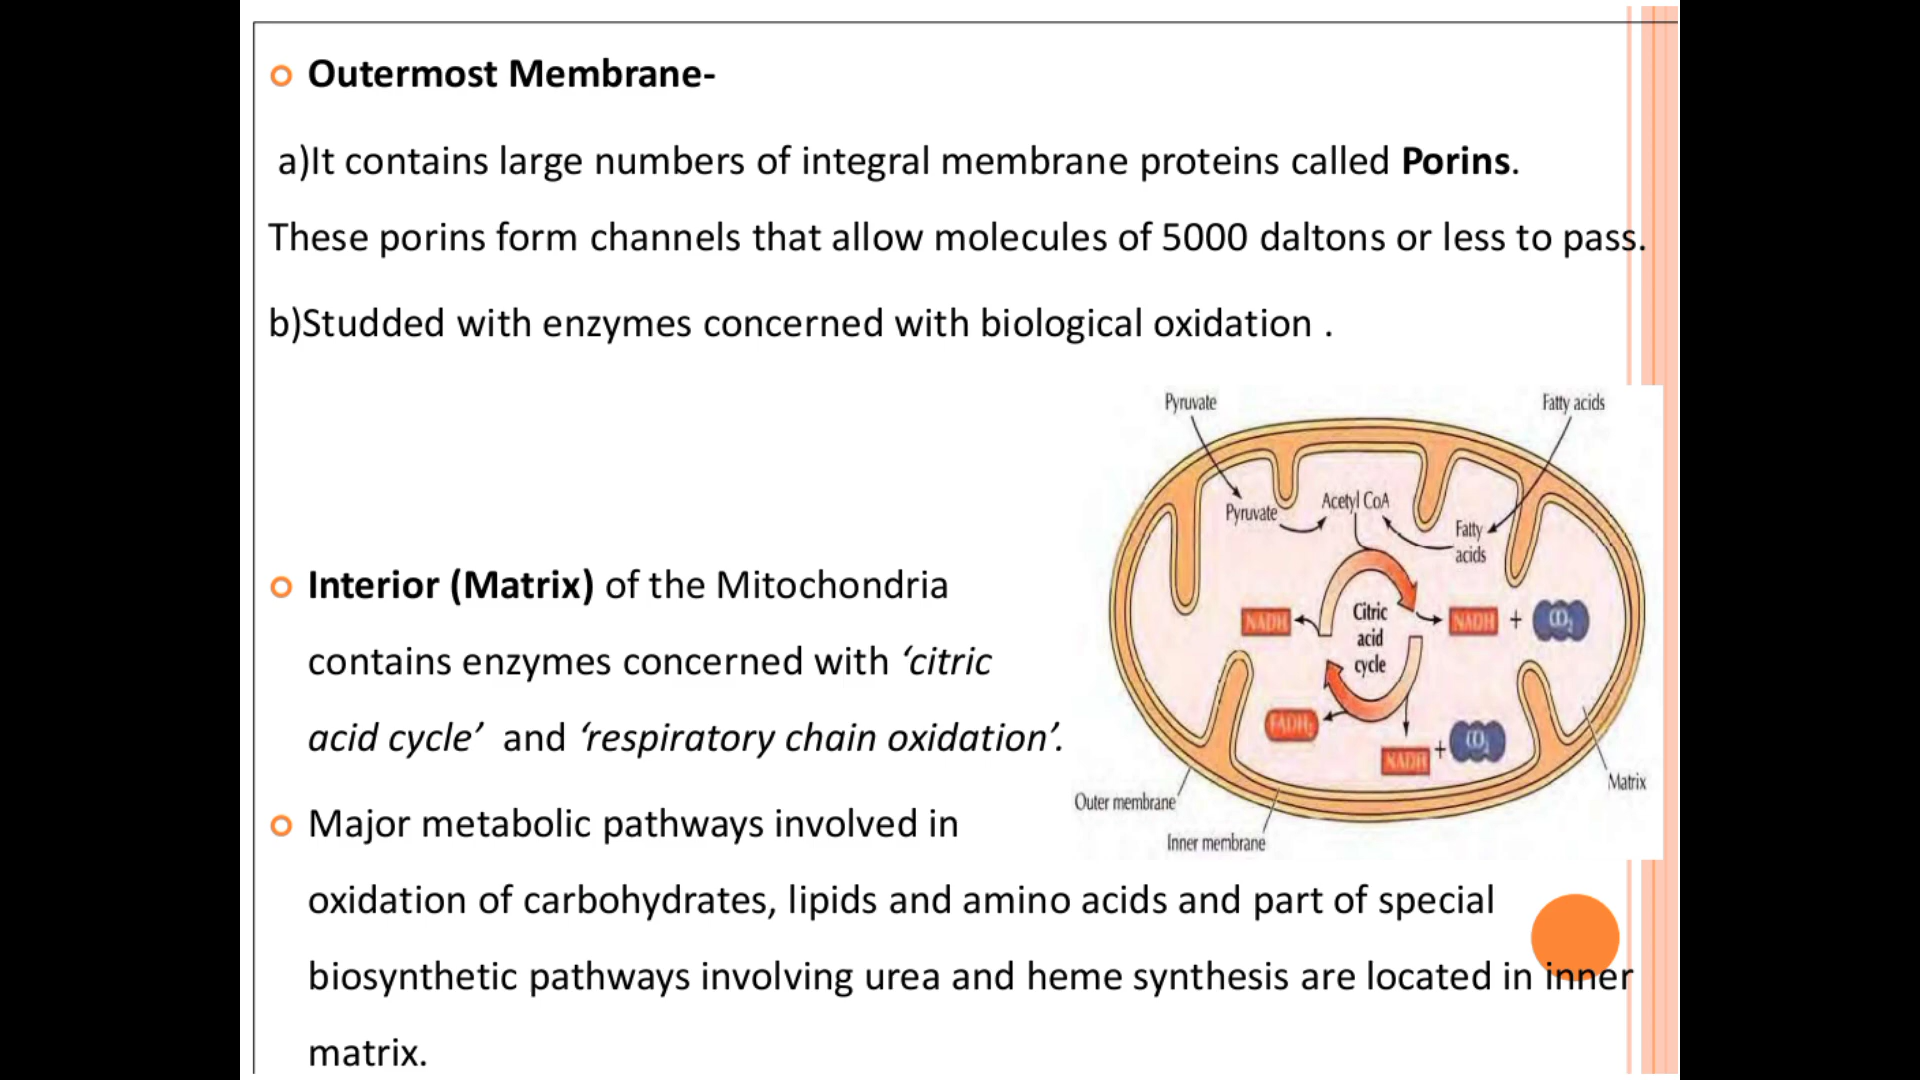 Outermost Membrane-
a)It contains large numbers of integral membrane proteins called Porins.
These porins form channels that allow molecules of 5000 daltons or less to pass.
b)Studded with enzymes concerned with biological oxidation .
Interior (Matrix) of the Mitochondria
contains enzymes concerned with ‘citric
acid cycle’ and ‘respiratory chain oxidation’.
Major metabolic pathways involved in
oxidation of carbohydrates, lipids and amino acids and part of special
biosynthetic pathways involving urea and heme synthesis are located in inner
matrix.
Pyruvate
Fatty acids
Pyruvate
Acetyl CoA
Fatty
acids
Citric
acid
cycle
NADH
NADH + CO₂
FADH₂
NADH + CO₂
Matrix
Outer membrane
Inner membrane